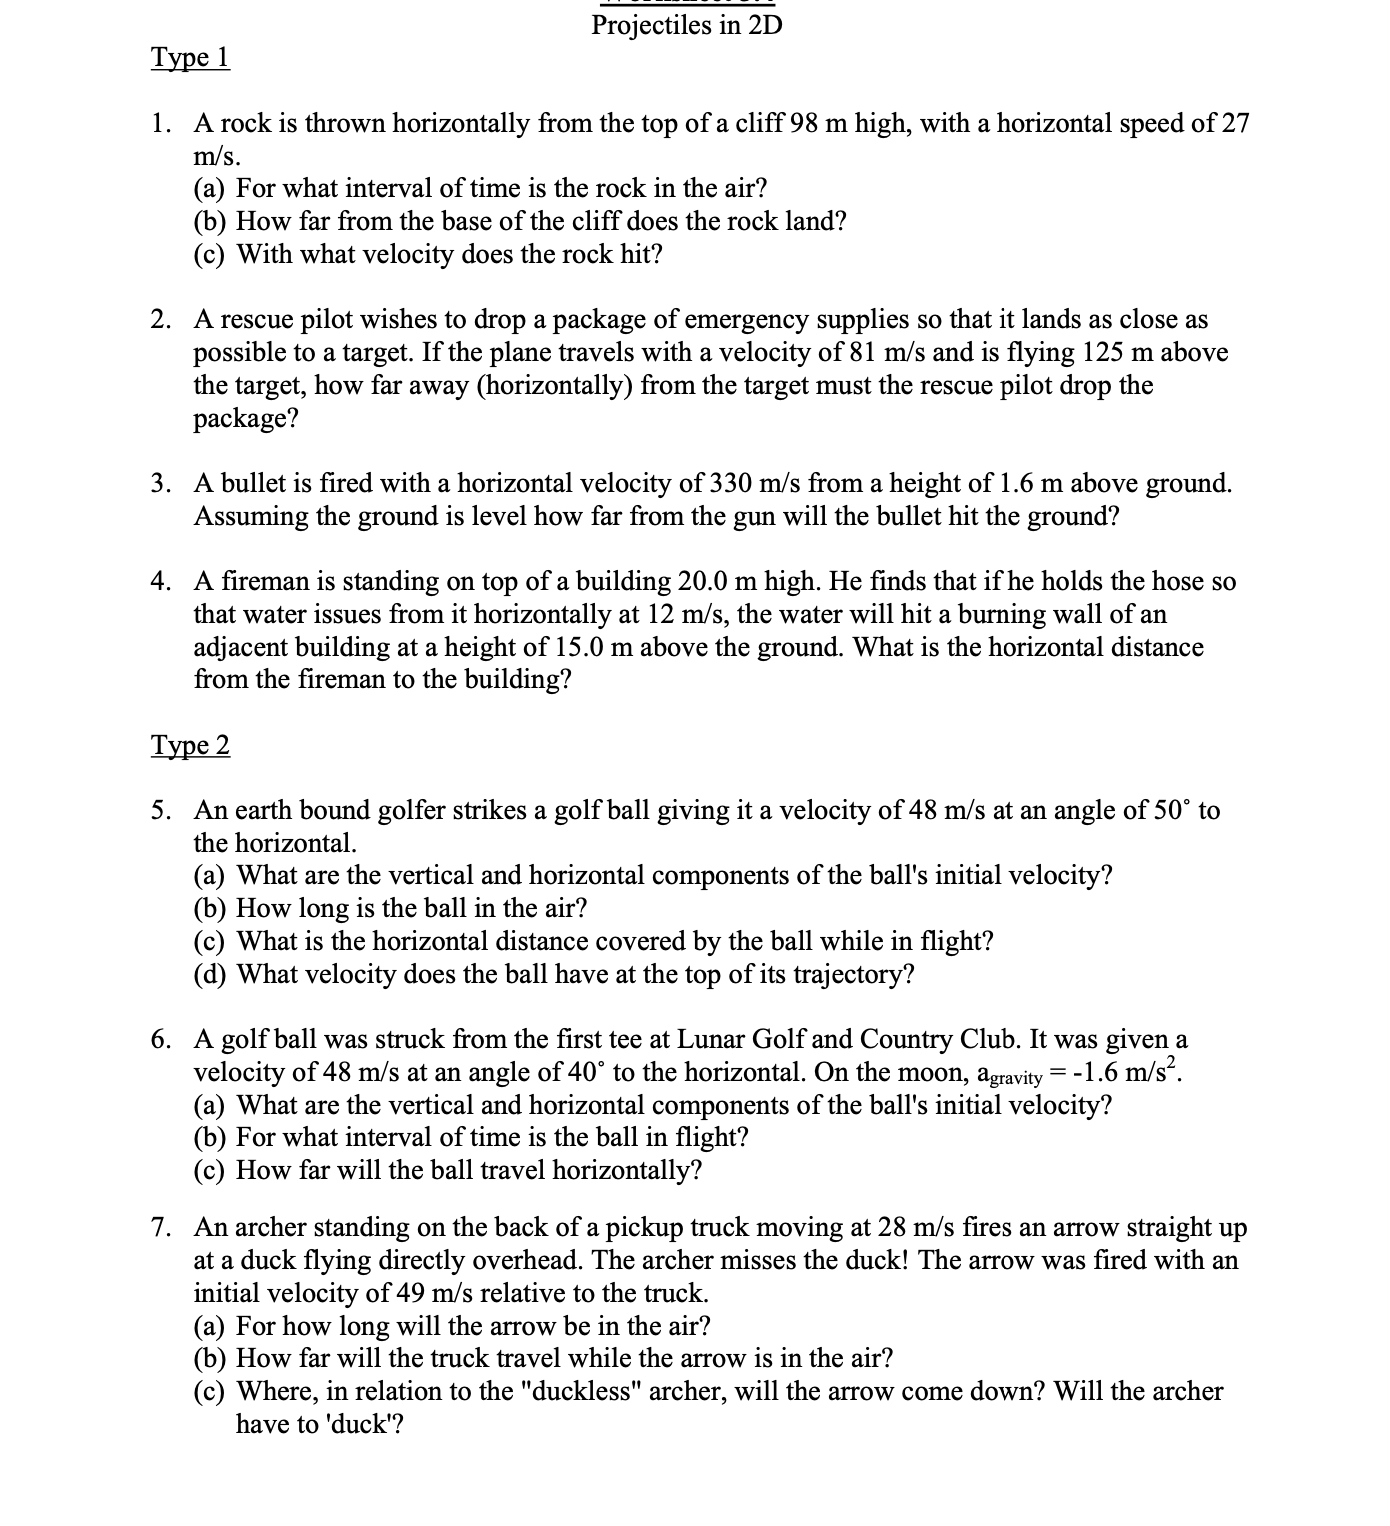 Projectiles in 2D
Type 1
1. A rock is thrown horizontally from the top of a cliff 98 m high, with a horizontal speed of 27
m/s.
(a) For what interval of time is the rock in the air?
(b) How far from the base of the cliff does the rock land?
(c) With what velocity does the rock hit?
2. A rescue pilot wishes to drop a package of emergency supplies so that it lands as close as
possible to a target. If the plane travels with a velocity of 81 m/s and is flying 125 m above
the target, how far away (horizontally) from the target must the rescue pilot drop the
package?
3. A bullet is fired with a horizontal velocity of 330 m/s from a height of 1.6 m above ground.
Assuming the ground is level how far from the gun will the bullet hit the ground?
4. A fireman is standing on top of a building 20.0 m high. He finds that if he holds the hose so
that water issues from it horizontally at 12 m/s, the water will hit a burning wall of an
adjacent building at a height of 15.0 m above the ground. What is the horizontal distance
from the fireman to the building?
Type 2
5. An earth bound golfer strikes a golf ball giving it a velocity of 48 m/s at an angle of 50° to
the horizontal.
(a) What are the vertical and horizontal components of the ball's initial velocity?
(b) How long is the ball in the air?
(c) What is the horizontal distance covered by the ball while in flight?
(d) What velocity does the ball have at the top of its trajectory?
6. A golf ball was struck from the first tee at Lunar Golf and Country Club. It was given a
velocity of 48 m/s at an angle of 40° to the horizontal. On the moon, agravity = -1.6 m/s².
(a) What are the vertical and horizontal components of the ball's initial velocity?
(b) For what interval of time is the ball in flight?
(c) How far will the ball travel horizontally?
7. An archer standing on the back of a pickup truck moving at 28 m/s fires an arrow straight up
at a duck flying directly overhead. The archer misses the duck! The arrow was fired with an
initial velocity of 49 m/s relative to the truck.
(a) For how long will the arrow be in the air?
(b) How far will the truck travel while the arrow is in the air?
(c) Where, in relation to the "duckless" archer, will the arrow come down? Will the archer
have to 'duck'?